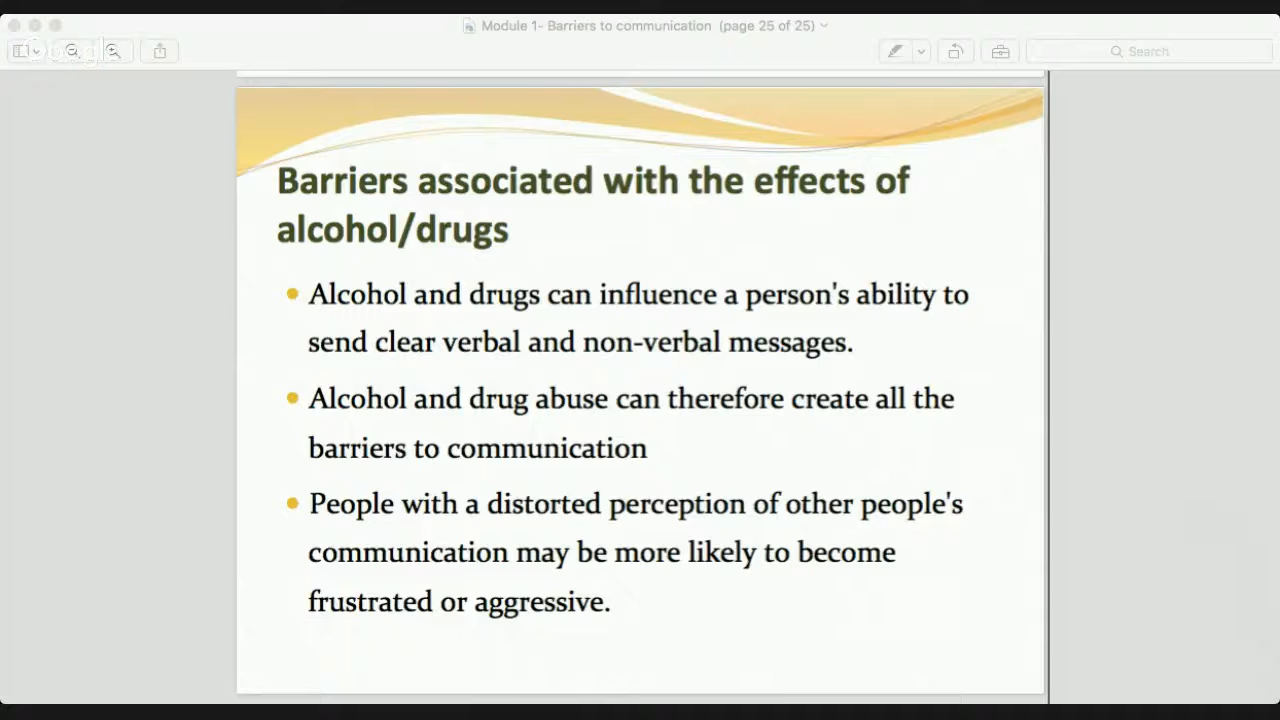 Module 1- Barriers to communication (page 25 of 25)
Google
Search
Barriers associated with the effects of
alcohol/drugs
Alcohol and drugs can influence a person's ability to
send clear verbal and non-verbal messages.
Alcohol and drug abuse can therefore create all the
barriers to communication
People with a distorted perception of other people's
communication may be more likely to become
frustrated or aggressive.